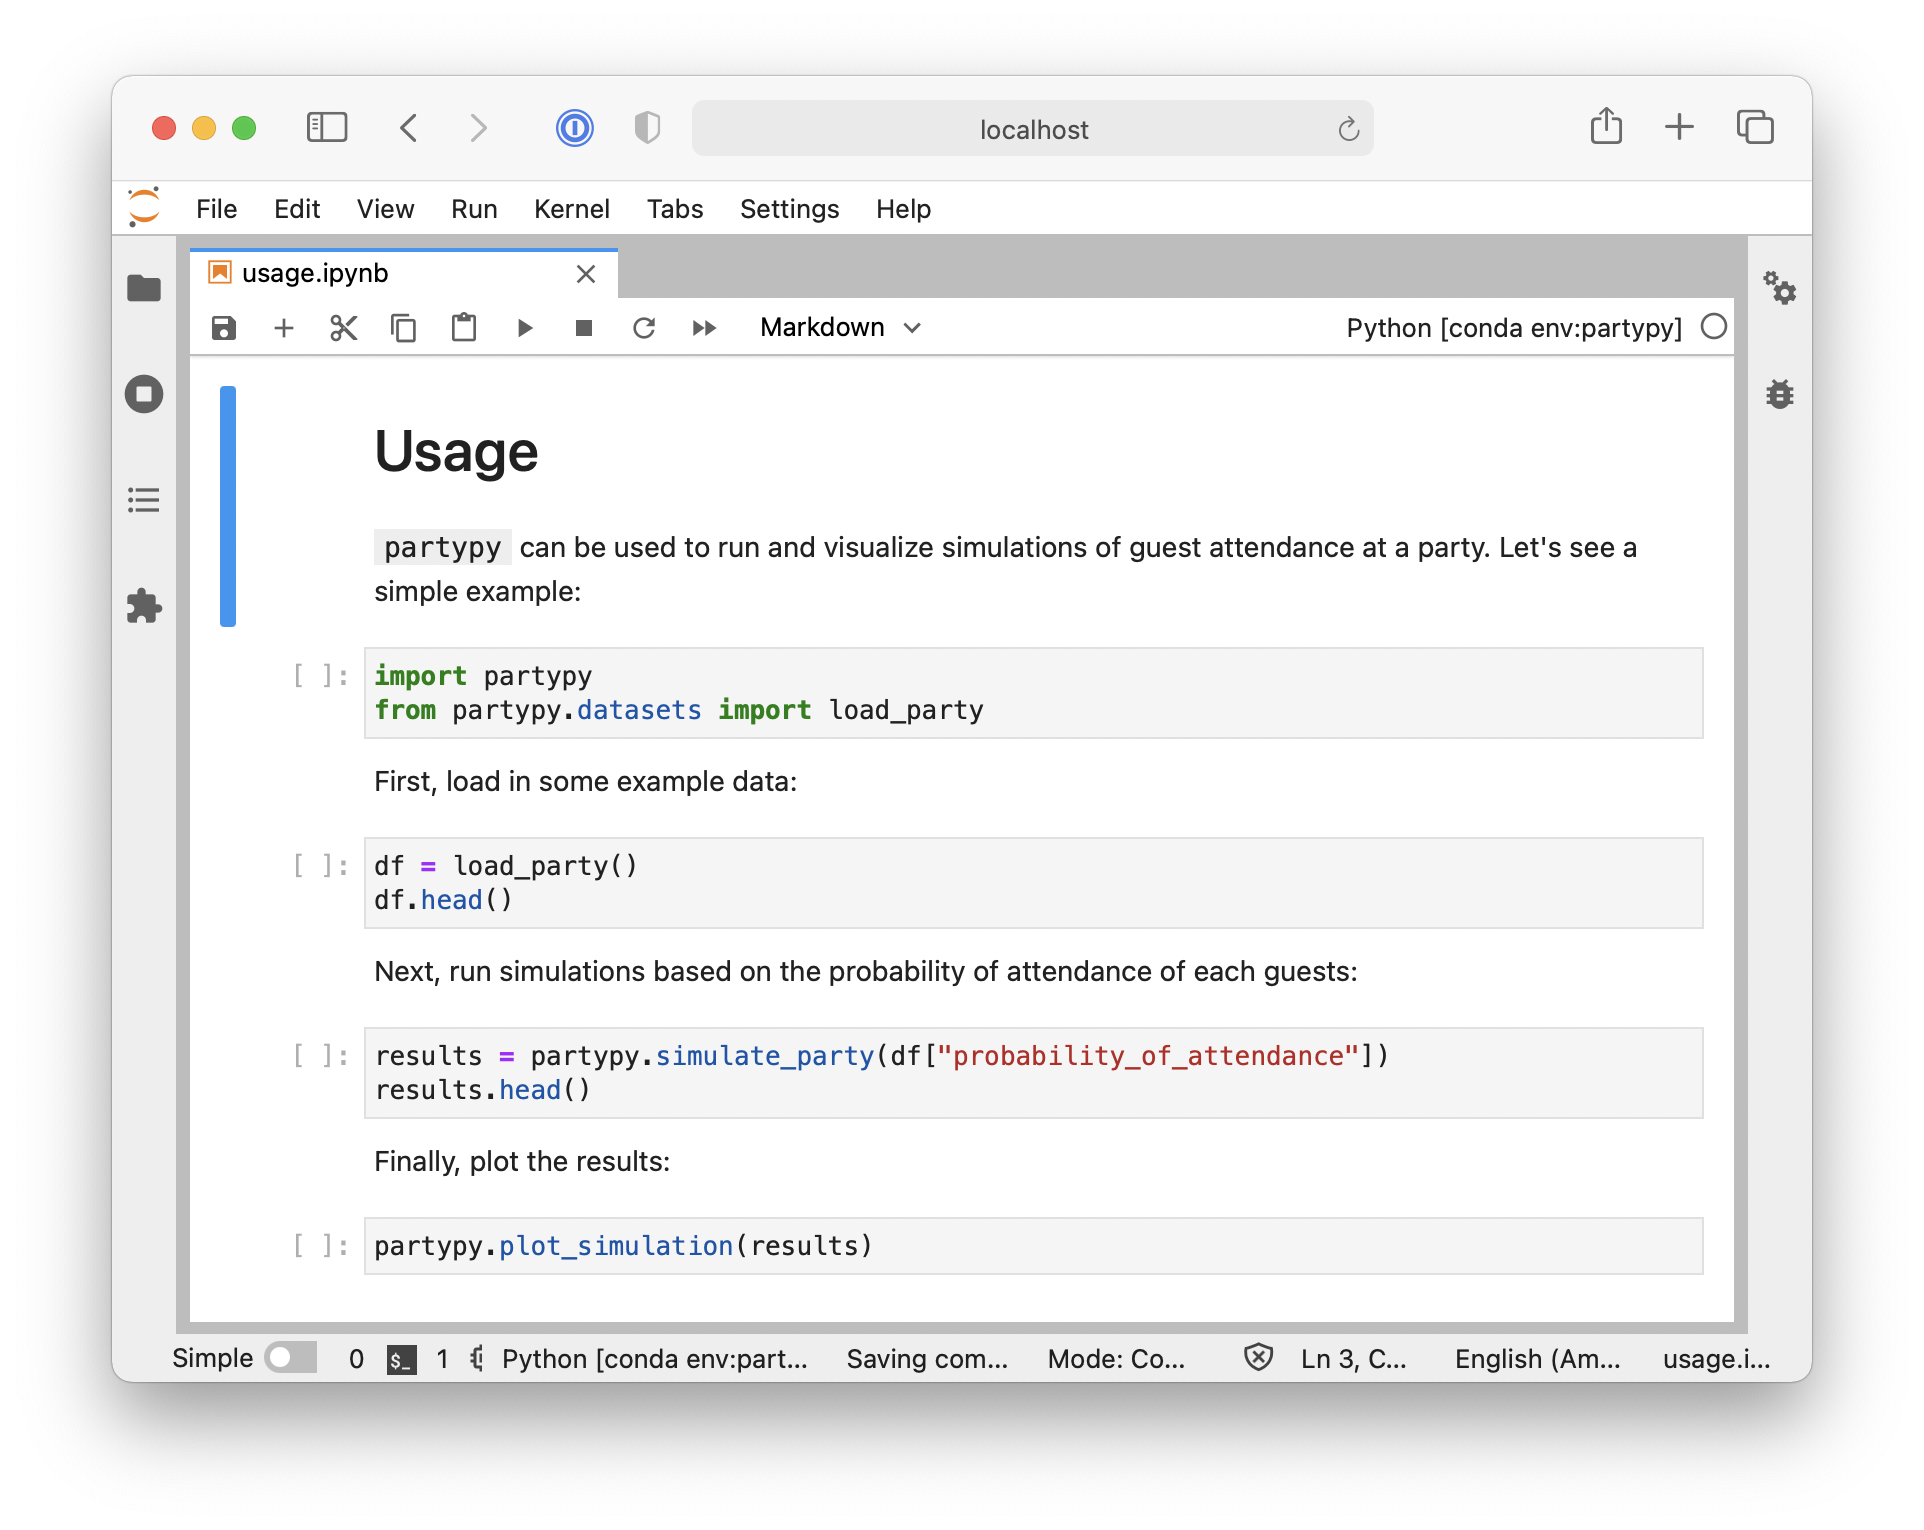 localhost
File Edit View Run Kernel Tabs Settings Help
usage.ipynb
Markdown Python [conda env:partypy]
Usage
partypy can be used to run and visualize simulations of guest attendance at a party. Let's see a
simple example:
[ ]: import partypy
from partypy.datasets import load_party
First, load in some example data:
[ ]: df = load_party()
df.head()
Next, run simulations based on the probability of attendance of each guests:
[ ]: results = partypy.simulate_party(df["probability_of_attendance"])
results.head()
Finally, plot the results:
[ ]: partypy.plot_simulation(results)
Simple 0 $_ 1 Python [conda env:part... Saving com... Mode: Co... Ln 3, C... English (Am... usage.i...